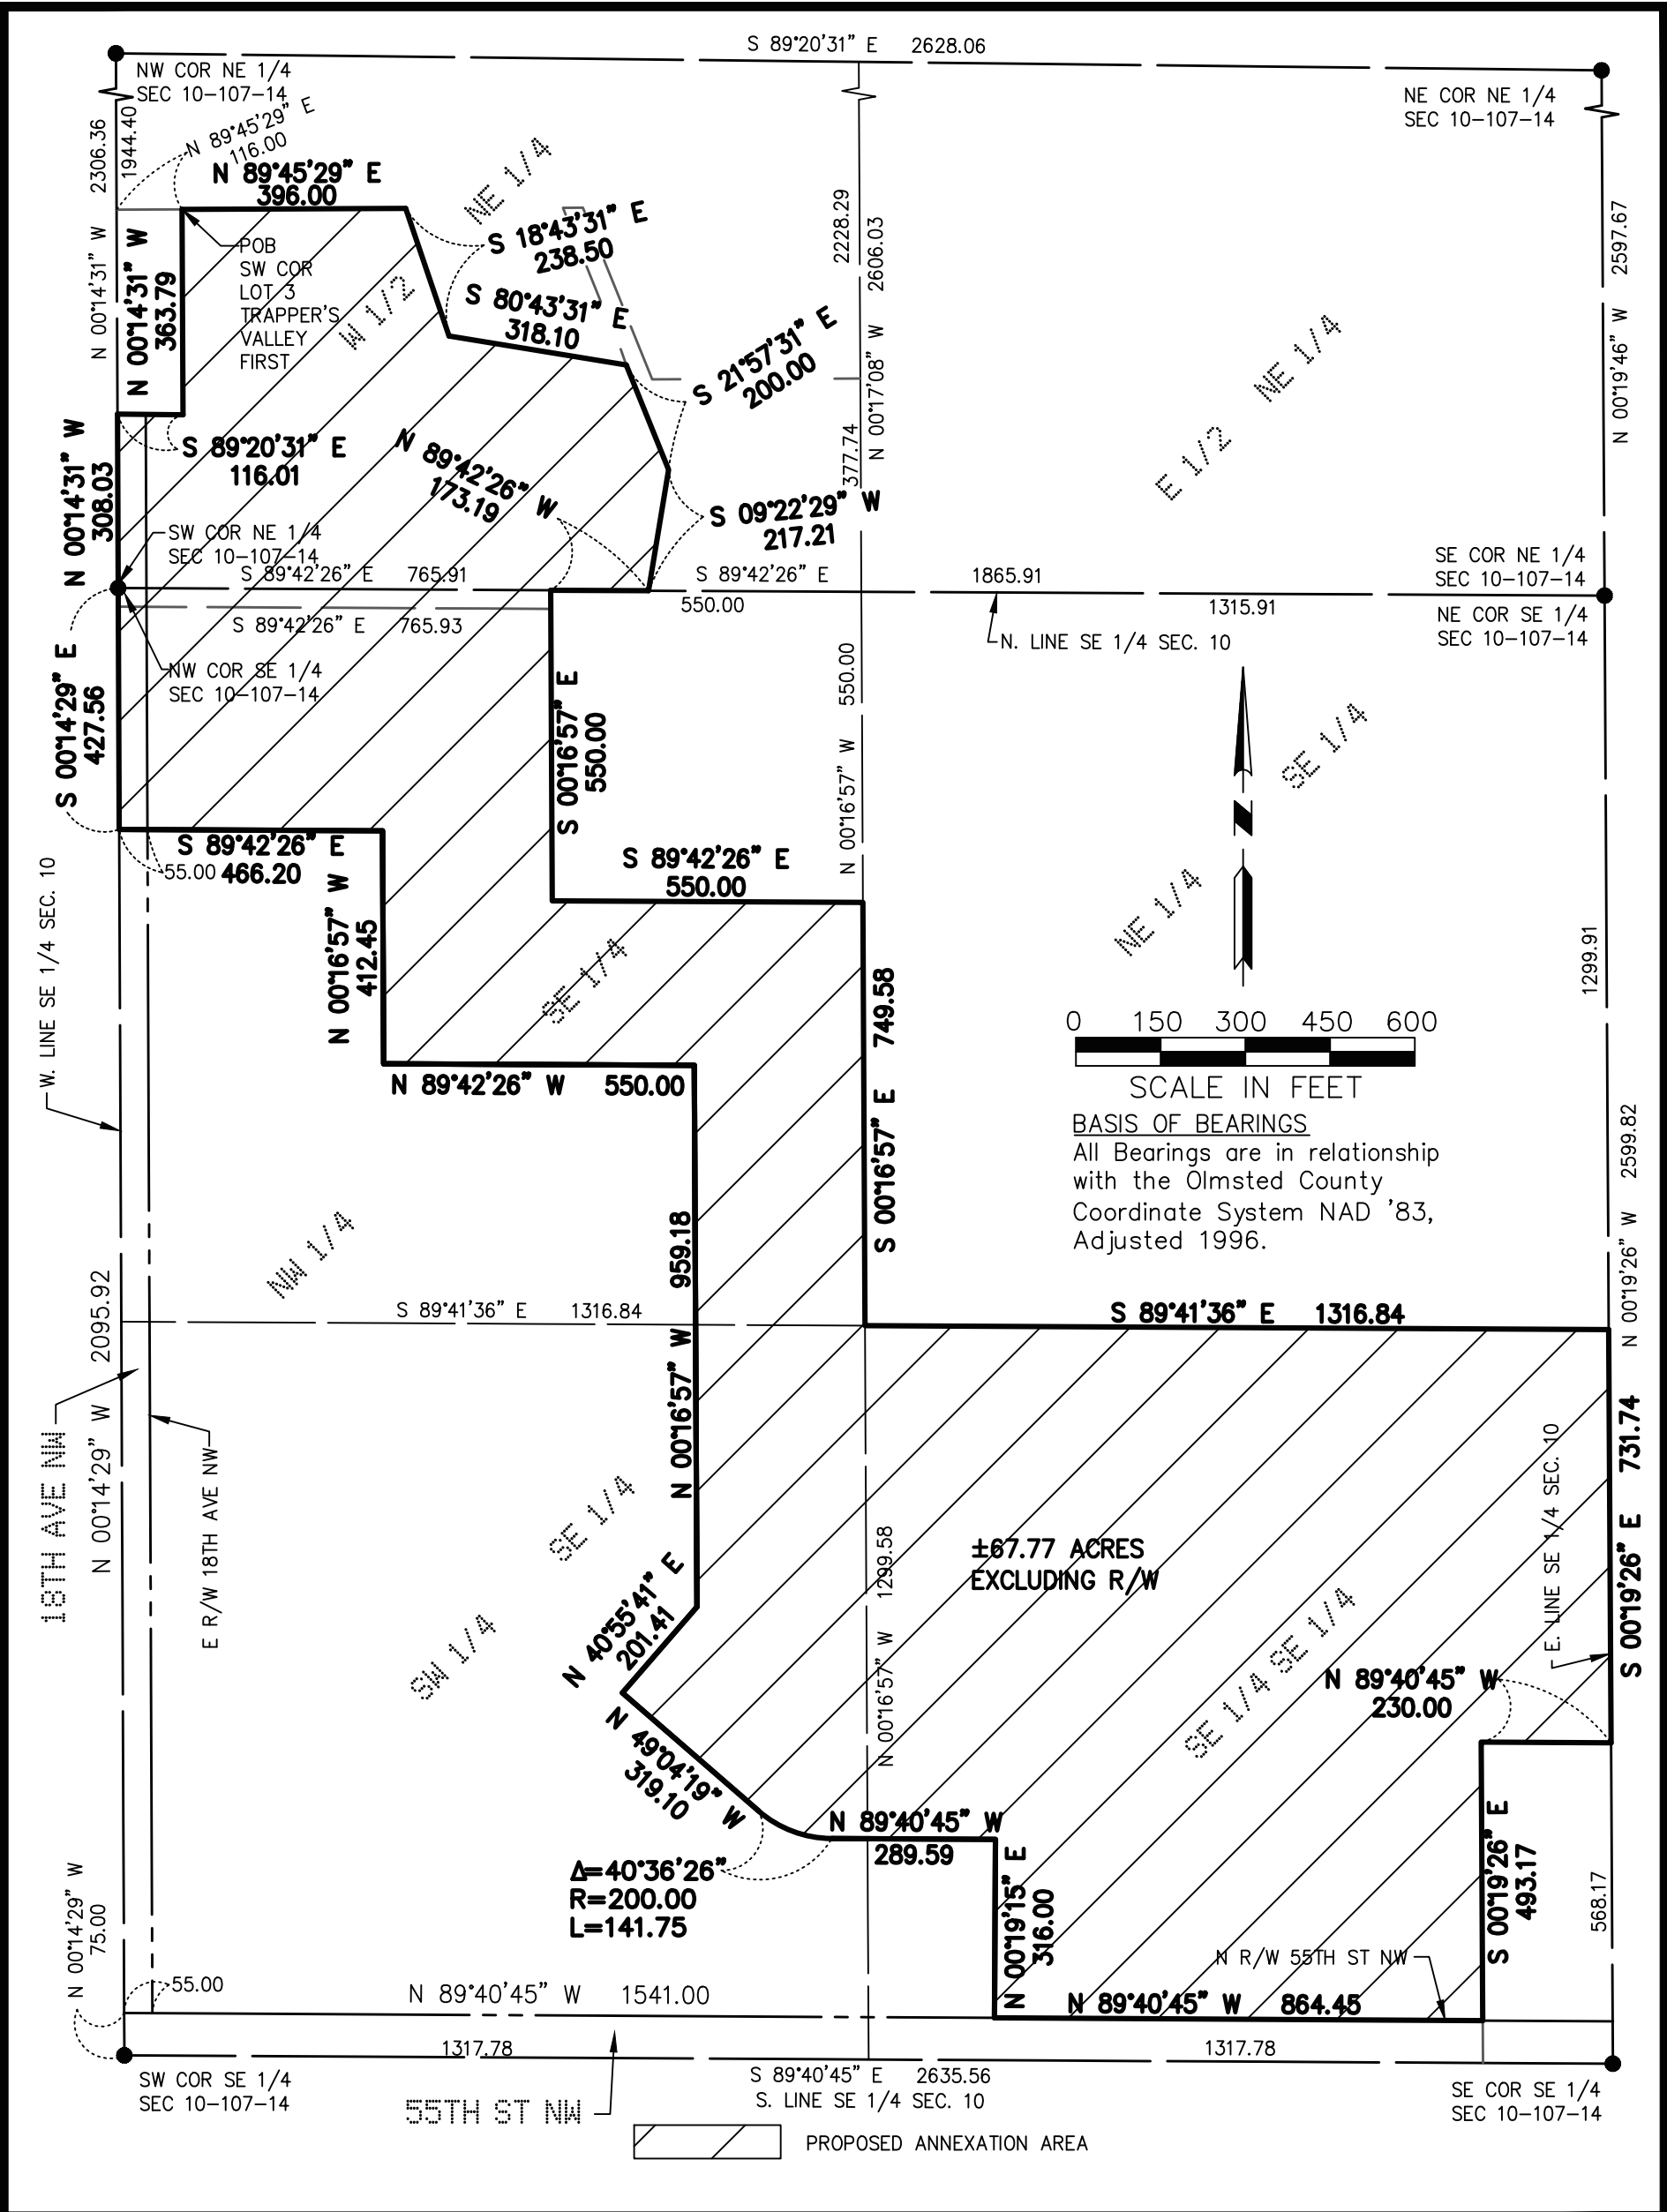 S 89°20'31" E 2628.06
NW COR NE 1/4
SEC 10-107-14
NE COR NE 1/4
SEC 10-107-14
2306.36
1944.40
N 89°45'29" E
116.00
N 89°45'29" E
396.00
NE 1/4
S 18°43'31" E
238.50
2228.29
2606.03
2597.67
N 00°14'31" W
N 00°14'31" W
363.79
POB
SW COR
LOT 3
TRAPPER'S
VALLEY
FIRST
W 1/2
S 80°43'31" E
318.10
S 21°57'31" E
200.00
N 00°17'08" W
NE 1/4
N 00°19'46" W
E 1/2
377.74
N 00°14'31" W
308.03
S 89°20'31" E
116.01
N 89°42'26" W
173.19
S 09°22'29" W
217.21
SW COR NE 1/4
SEC 10-107-14
S 89°42'26" E 765.91
S 89°42'26" E
1865.91
SE COR NE 1/4
SEC 10-107-14
550.00
1315.91
NE COR SE 1/4
SEC 10-107-14
S 89°42'26" E 765.93
N. LINE SE 1/4 SEC. 10
NW COR SE 1/4
SEC 10-107-14
S 00°14'29" E
427.56
S 00°16'57" E
550.00
N 00°16'57" W 550.00
SE 1/4
S 89°42'26" E
55.00 466.20
S 89°42'26" E
550.00
N 00°16'57" W
412.45
SE 1/4
NE 1/4
1299.91
W. LINE SE 1/4 SEC. 10
S 00°16'57" E 749.58
N 89°42'26" W 550.00
0 150 300 450 600
SCALE IN FEET
BASIS OF BEARINGS
All Bearings are in relationship
with the Olmsted County
Coordinate System NAD '83,
Adjusted 1996.
N 00°19'26" W 2599.82
NW 1/4
N 00°16'57" W 959.18
S 89°41'36" E 1316.84
S 89°41'36" E 1316.84
N 00°14'29" W 2095.92
18TH AVE NW
E R/W 18TH AVE NW
SE 1/4
S 00°19'26" E 731.74
E. LINE SE 1/4 SEC. 10
±67.77 ACRES
EXCLUDING R/W
N 00°16'57" W 1299.58
N 40°55'41" E
201.41
SW 1/4
SE 1/4 SE 1/4
N 89°40'45" W
230.00
N 49°04'19" W
319.10
N 89°40'45" W
289.59
Δ=40°36'26"
R=200.00
L=141.75
N 00°19'15" E
316.00
S 00°19'26" E
493.17
568.17
N 00°14'29" W
75.00
55.00
N 89°40'45" W 1541.00
N R/W 55TH ST NW
N 89°40'45" W 864.45
1317.78
1317.78
S 89°40'45" E 2635.56
S. LINE SE 1/4 SEC. 10
SW COR SE 1/4
SEC 10-107-14
SE COR SE 1/4
SEC 10-107-14
55TH ST NW
PROPOSED ANNEXATION AREA
N